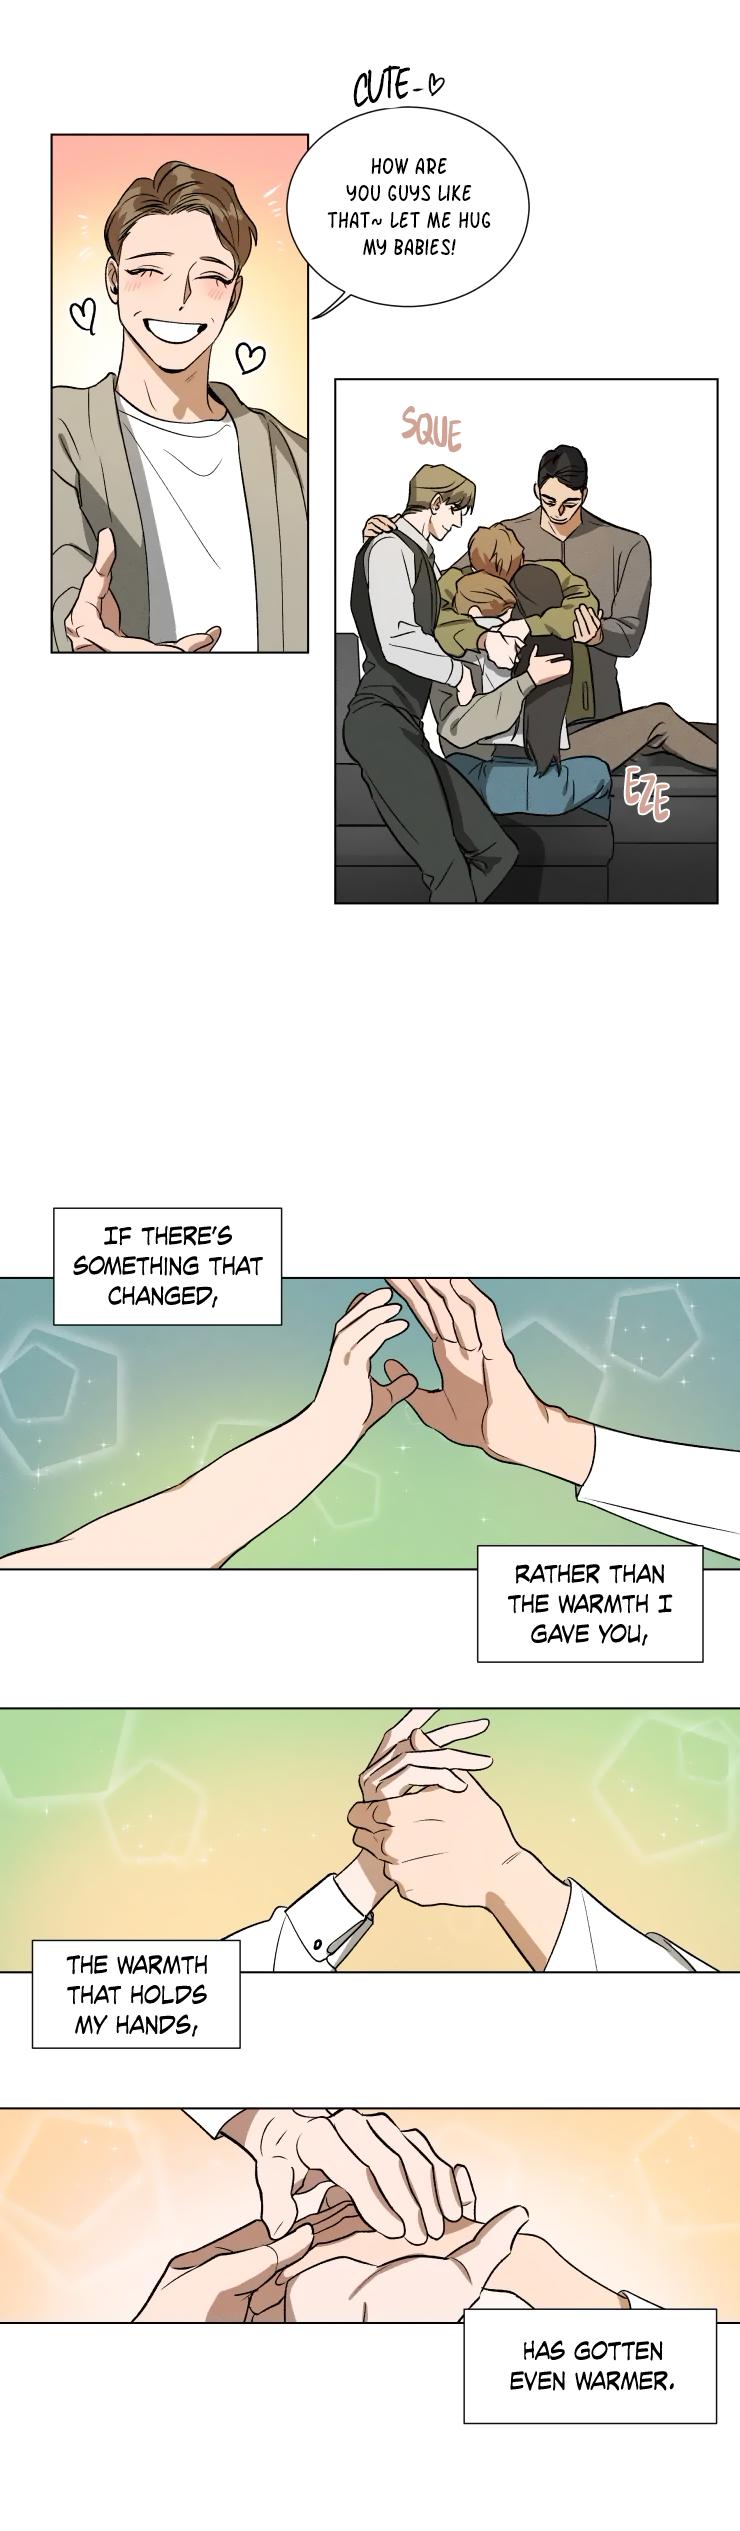 CUTE-♡
HOW ARE
YOU GUYS LIKE
THAT~ LET ME HUG
MY BABIES!
SQUE
EZE
IF THERE'S
SOMETHING THAT
CHANGED,
RATHER THAN
THE WARMTH I
GAVE YOU,
THE WARMTH
THAT HOLDS
MY HANDS,
HAS GOTTEN
EVEN WARMER.